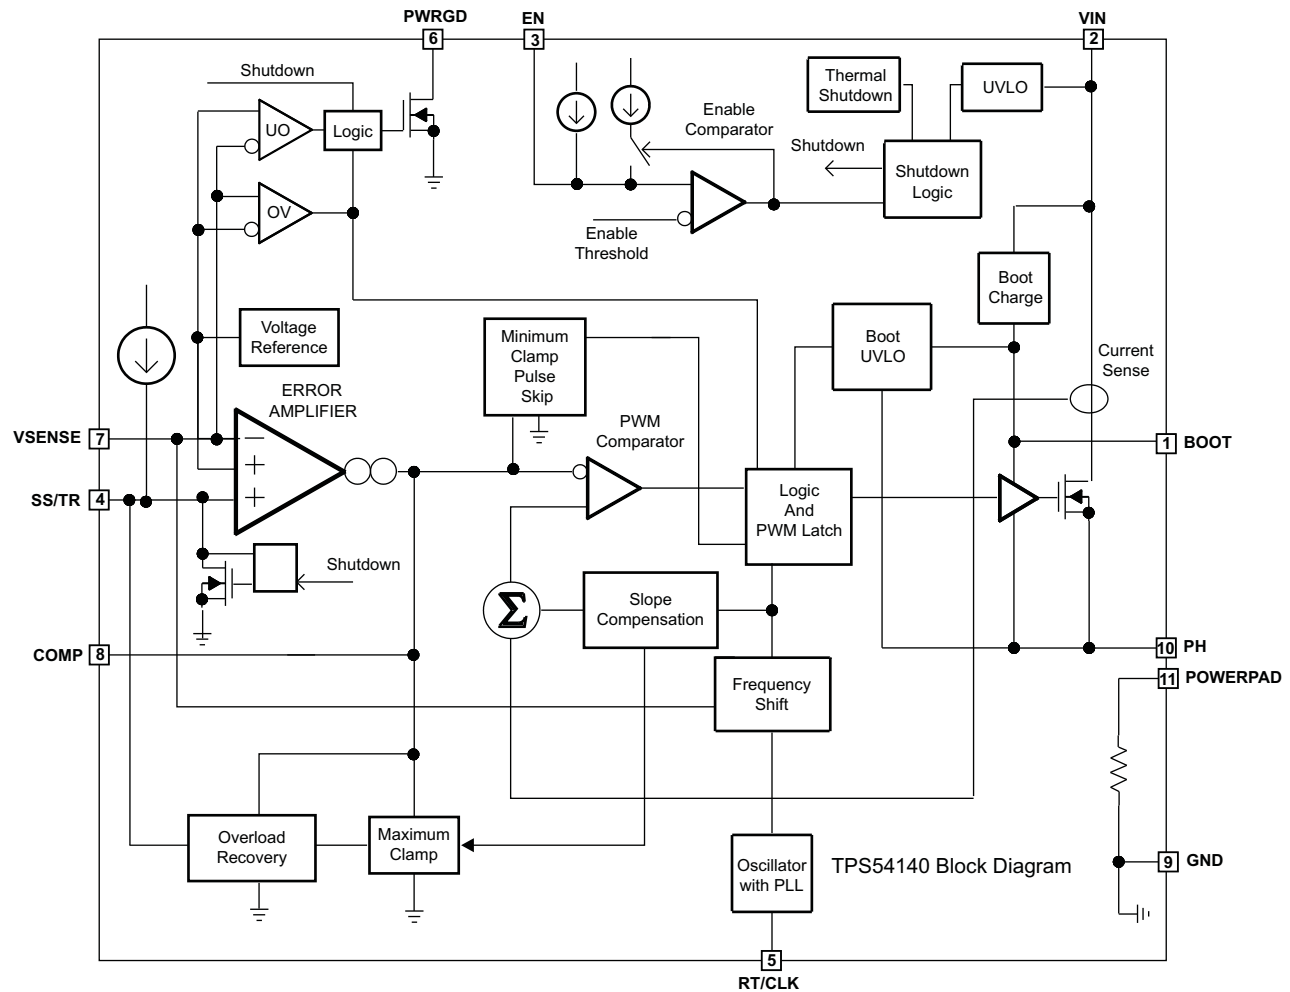 PWRGD
EN
VIN
6
3
2
Shutdown
Thermal
Shutdown
UVLO
UO
Logic
Enable
Comparator
Shutdown
Shutdown
Logic
OV
Enable
Threshold
Boot
Charge
Voltage
Reference
Minimum
Clamp
Pulse
Skip
Boot
UVLO
Current
Sense
ERROR
AMPLIFIER
PWM
Comparator
VSENSE 7
−
1 BOOT
+
SS/TR 4
+
Logic
And
PWM Latch
Shutdown
Σ
Slope
Compensation
COMP 8
10 PH
11 POWERPAD
Frequency
Shift
Overload
Recovery
Maximum
Clamp
Oscillator
with PLL
TPS54140 Block Diagram
9 GND
5
RT/CLK